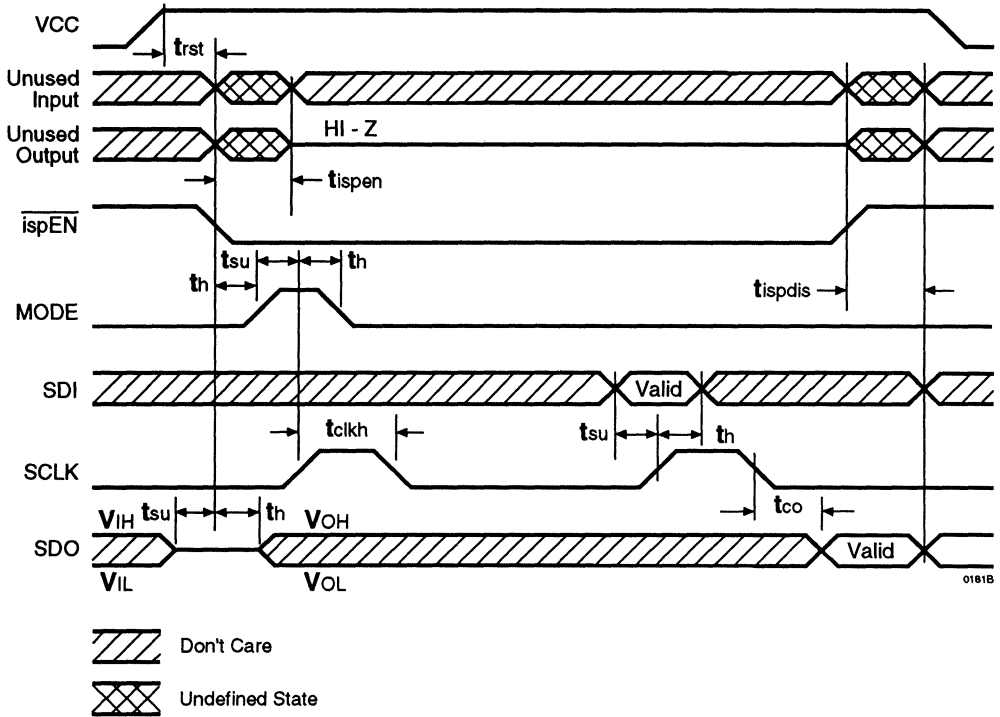 VCC
trst
Unused
Input
Unused
Output
HI - Z
tispen
ispEN
tsu
th
th
tispdis
MODE
SDI
Valid
tclkh
tsu
th
SCLK
tco
VIH
tsu
th
VOH
SDO
Valid
VIL
VOL
0181B
Don't Care
Undefined State